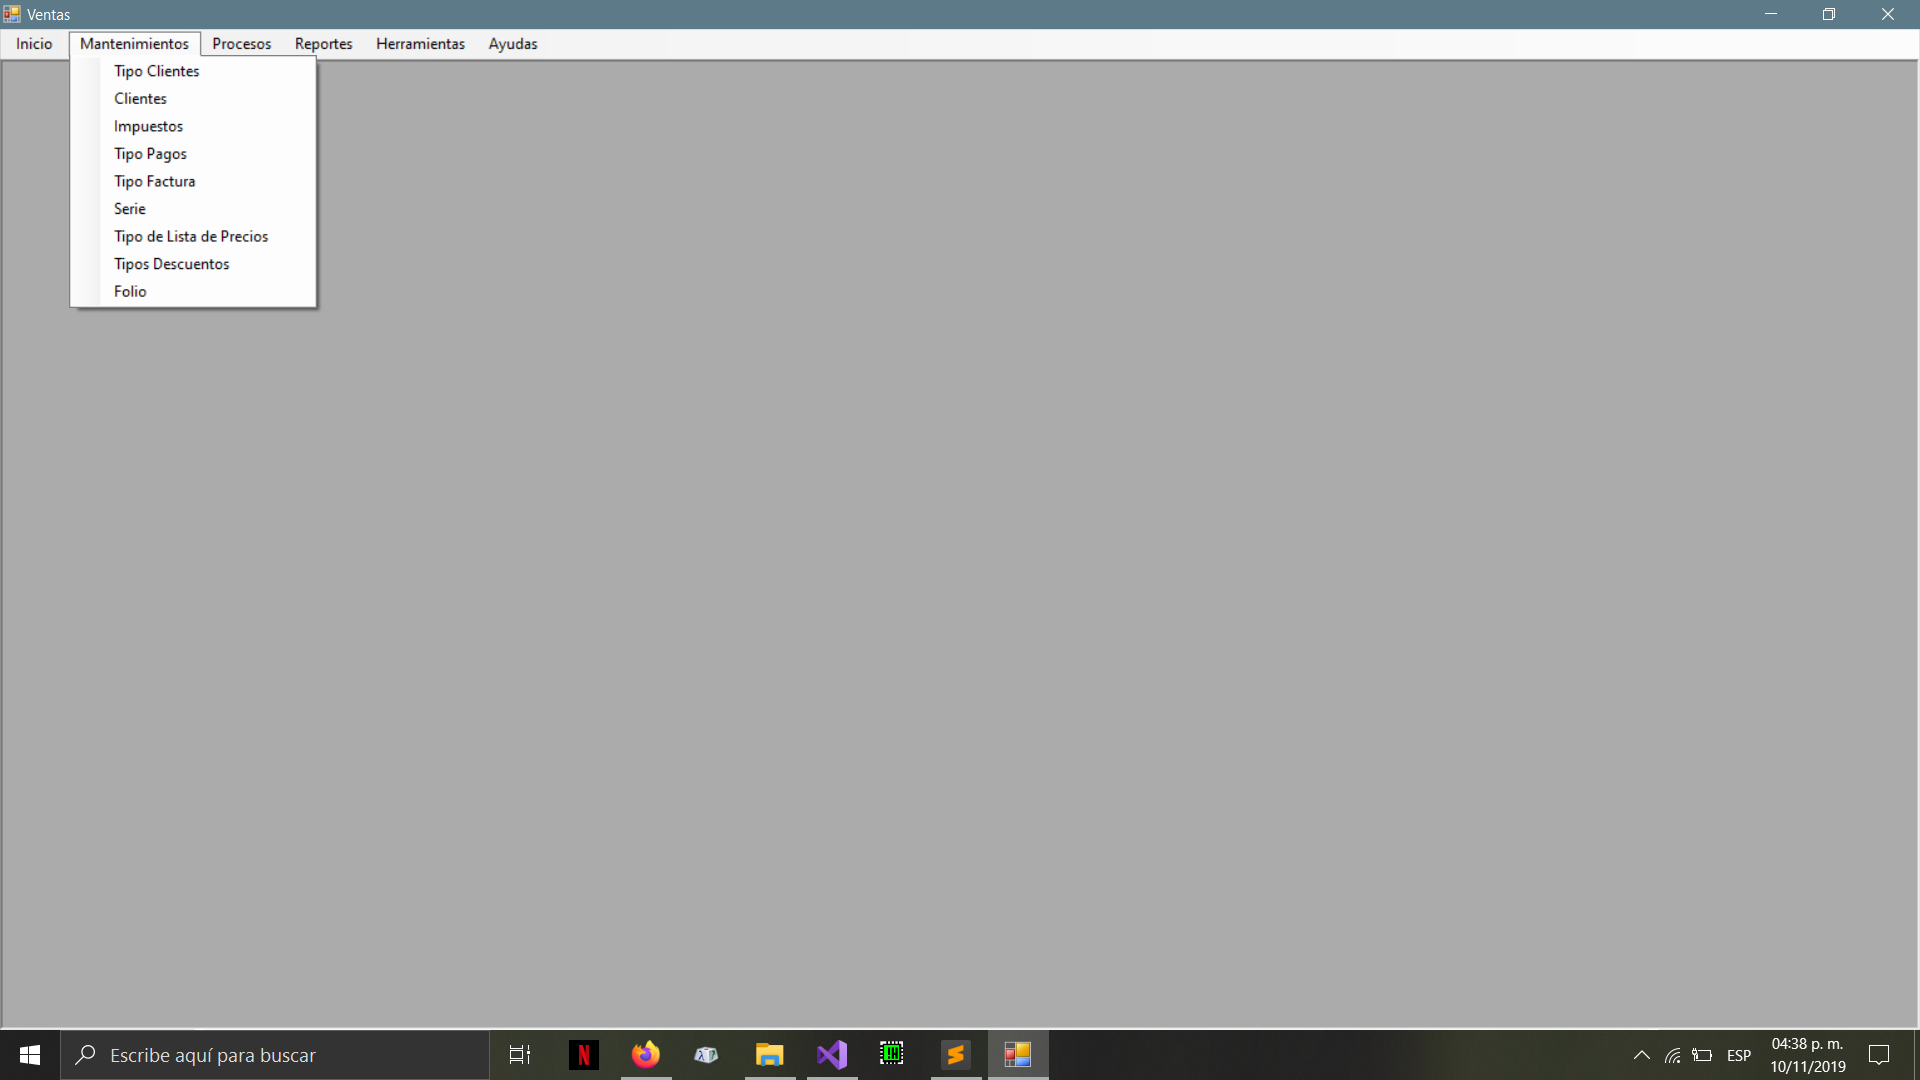 Ventas
Inicio Mantenimientos Procesos Reportes Herramientas Ayudas
Tipo Clientes
Clientes
Impuestos
Tipo Pagos
Tipo Factura
Serie
Tipo de Lista de Precios
Tipos Descuentos
Folio
Escribe aquí para buscar
N
ESP
04:38 p. m.
10/11/2019